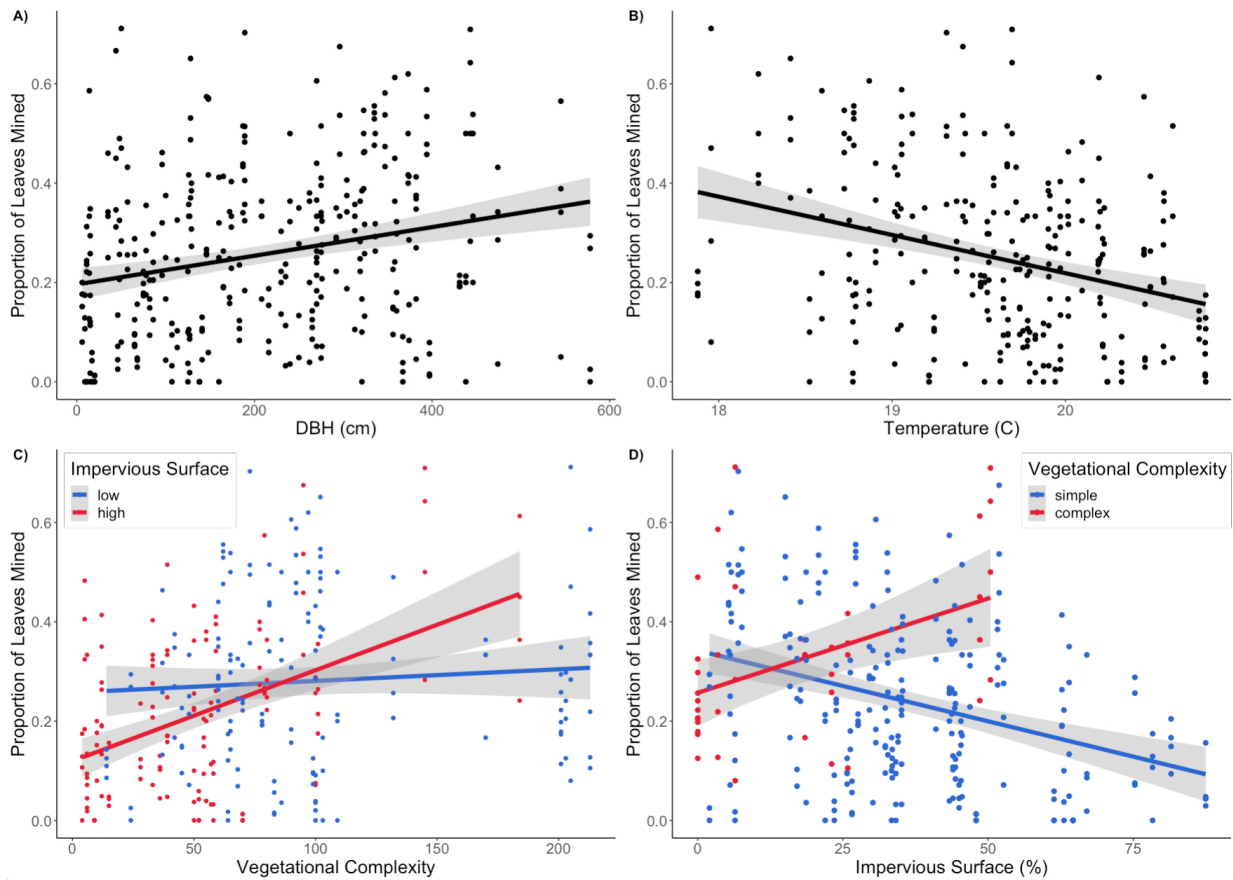 A)
Proportion of Leaves Mined
0.6
0.4
0.2
0.0
0
200
400
600
DBH (cm)
B)
Proportion of Leaves Mined
0.6
0.4
0.2
0.0
18
19
20
Temperature (C)
C)
Impervious Surface
low
high
Proportion of Leaves Mined
0.6
0.4
0.2
0.0
0
50
100
150
200
Vegetational Complexity
D)
Vegetational Complexity
simple
complex
Proportion of Leaves Mined
0.6
0.4
0.2
0.0
0
25
50
75
Impervious Surface (%)